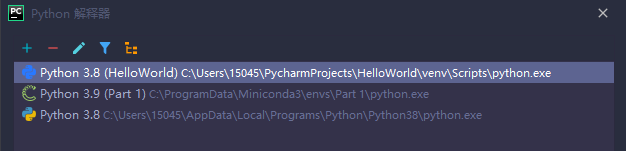 PC Python 解释器
Python 3.8 (HelloWorld) C:\Users\15045\PycharmProjects\HelloWorld\venv\Scripts\python.exe
Python 3.9 (Part 1) C:\ProgramData\Miniconda3\envs\Part 1\python.exe
Python 3.8 C:\Users\15045\AppData\Local\Programs\Python\Python38\python.exe